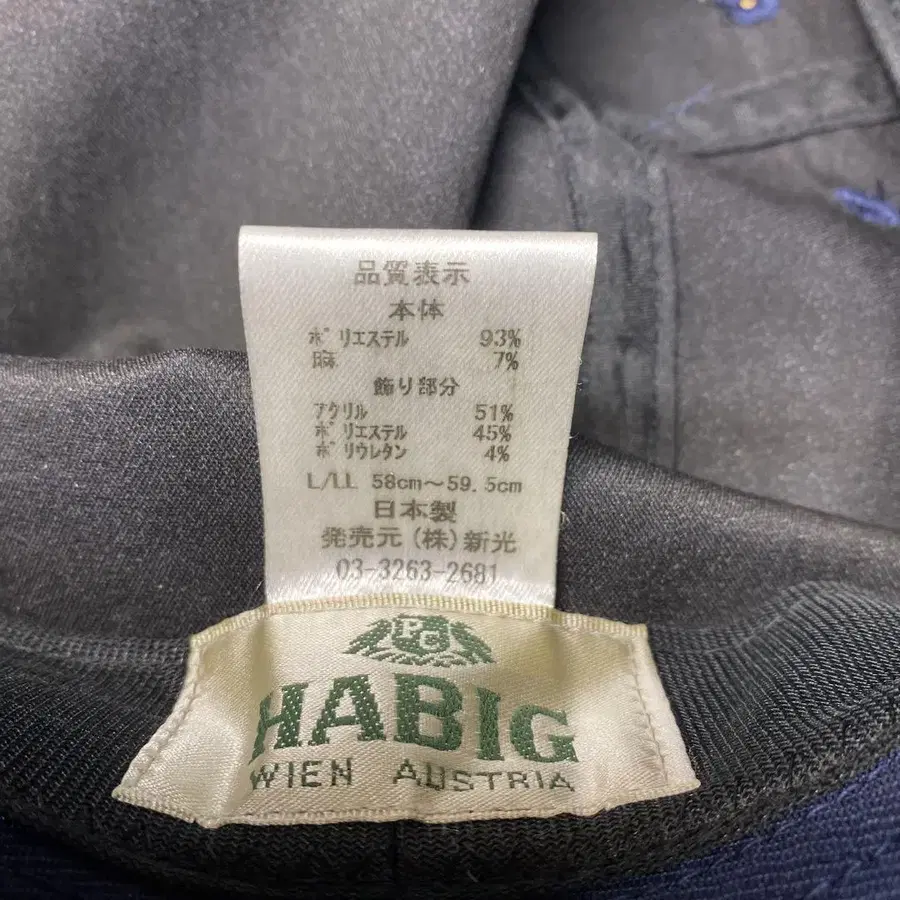 品質表示
本体
ポリエステル 93%
麻 7%
飾り部分
アクリル 51%
ポリエステル 45%
ポリウレタン 4%
L/LL 58cm～59.5cm
日本製
発売元(株)新光
03-3263-2681
PCH
HABIG
WIEN AUSTRIA